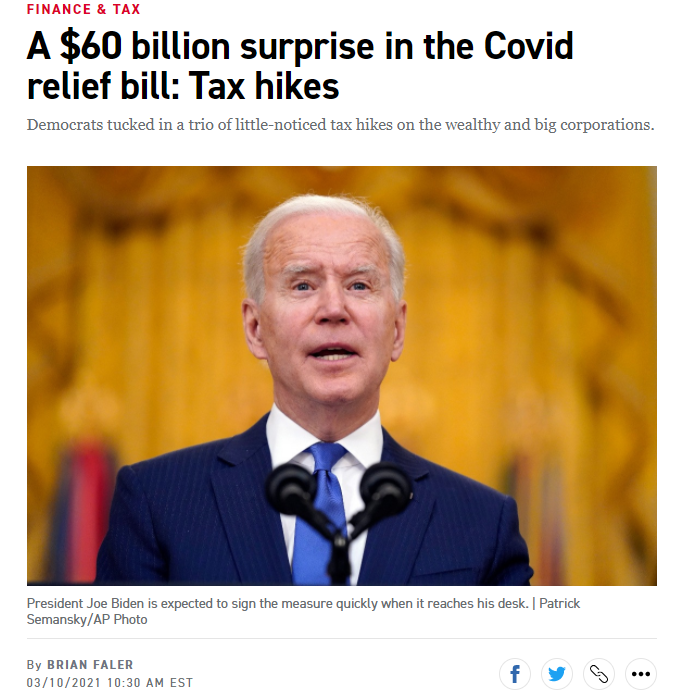 FINANCE & TAX
A $60 billion surprise in the Covid
relief bill: Tax hikes
Democrats tucked in a trio of little-noticed tax hikes on the wealthy and big corporations.
President Joe Biden is expected to sign the measure quickly when it reaches his desk. | Patrick
Semansky/AP Photo
By BRIAN FALER
03/10/2021 10:30 AM EST